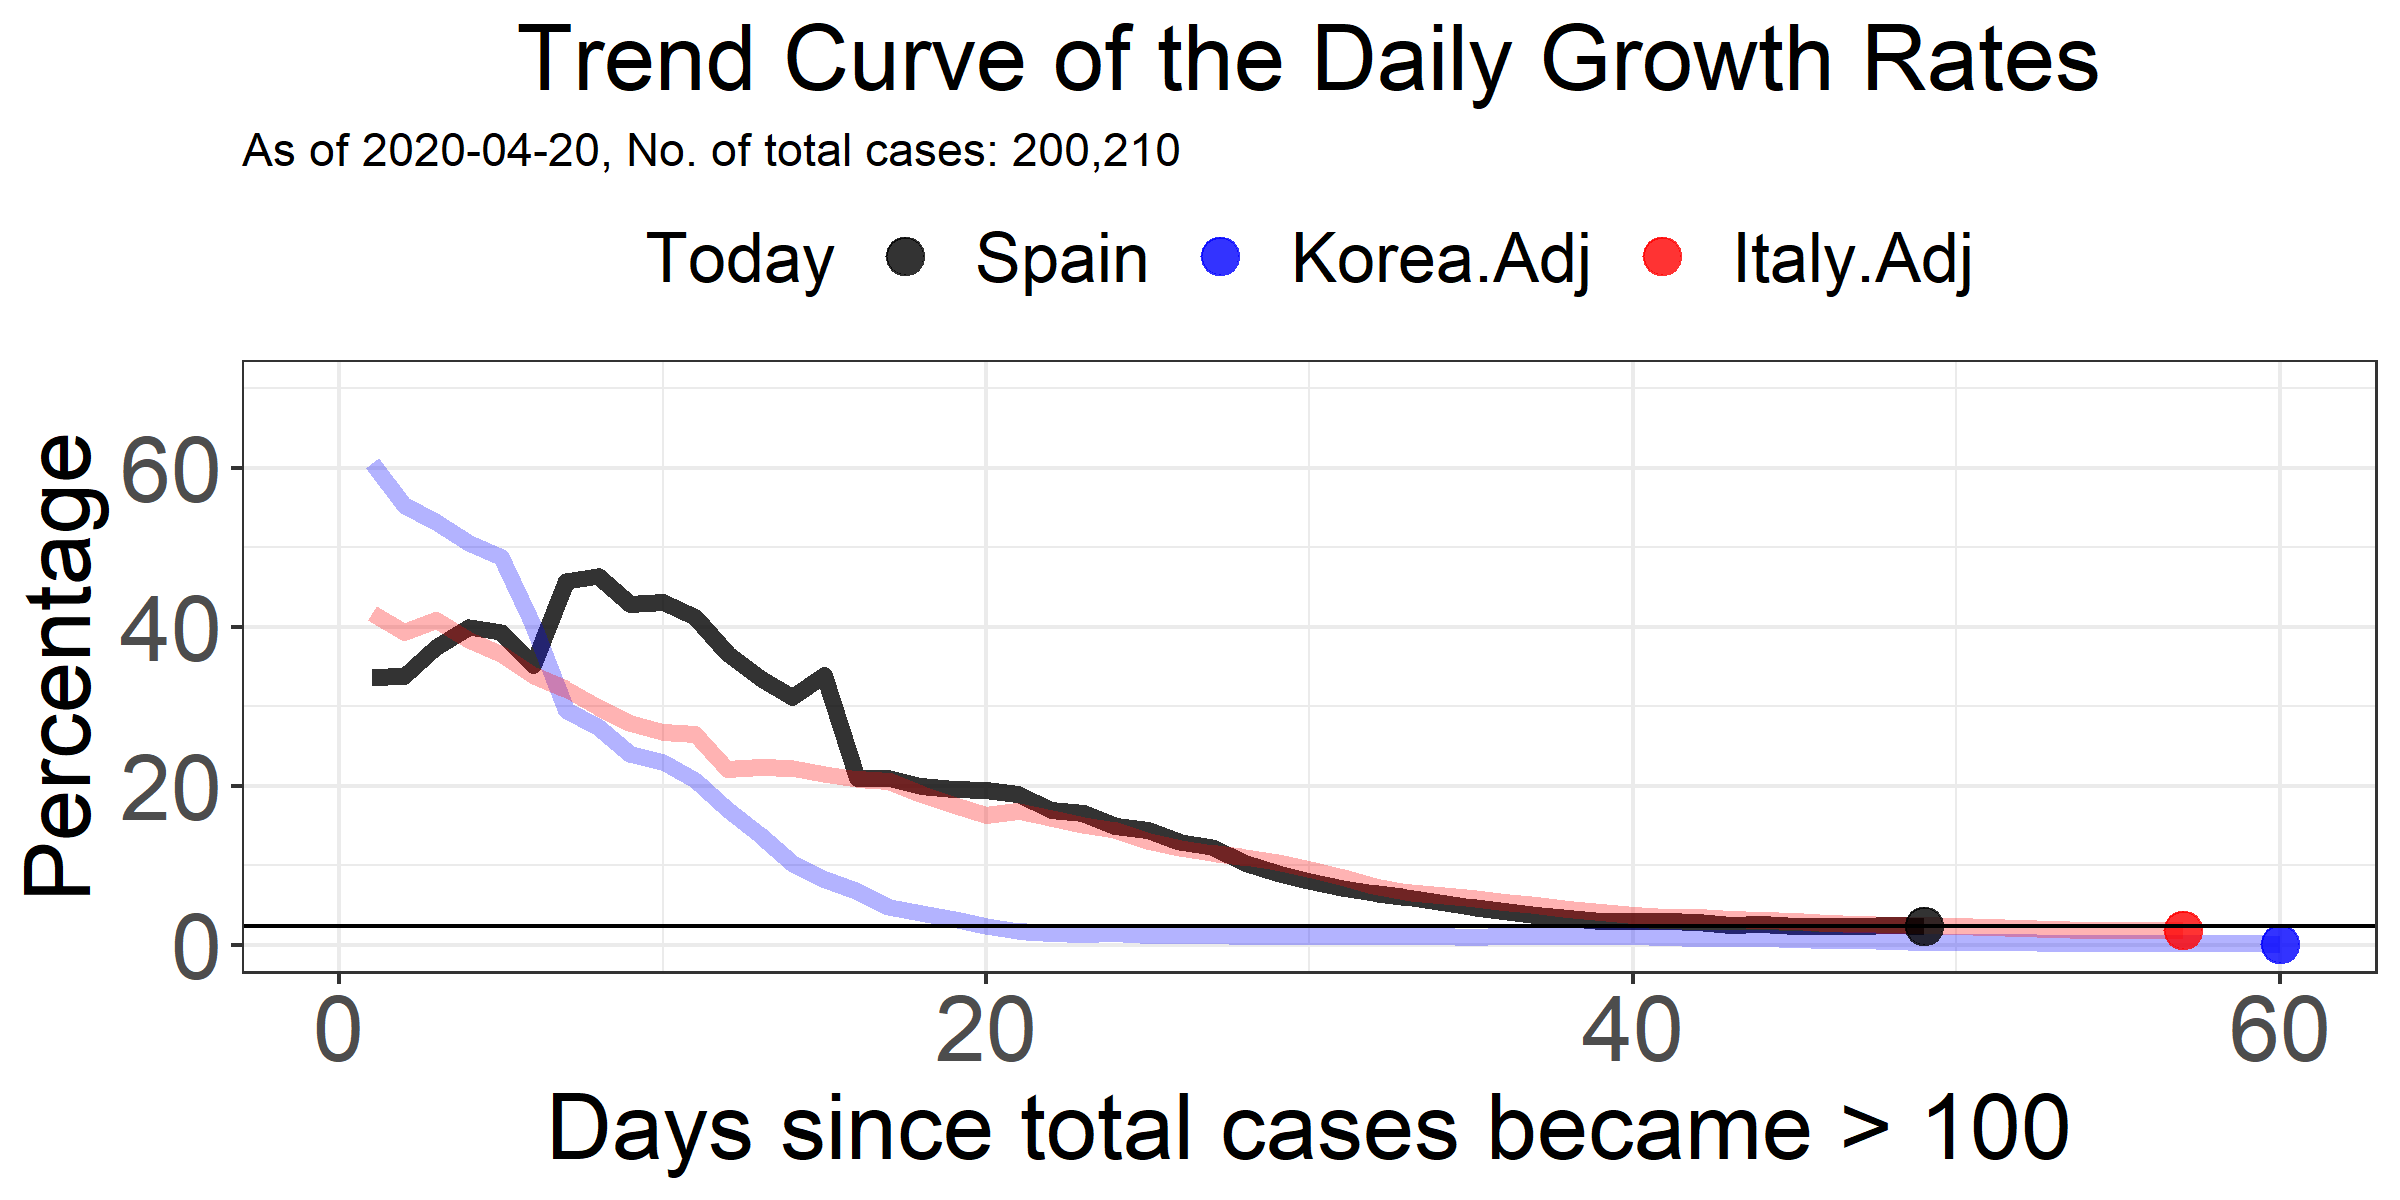 Trend Curve of the Daily Growth Rates
As of 2020-04-20, No. of total cases: 200,210
Today Spain Korea.Adj Italy.Adj
Percentage
60
40
20
0
0 20 40 60
Days since total cases became > 100